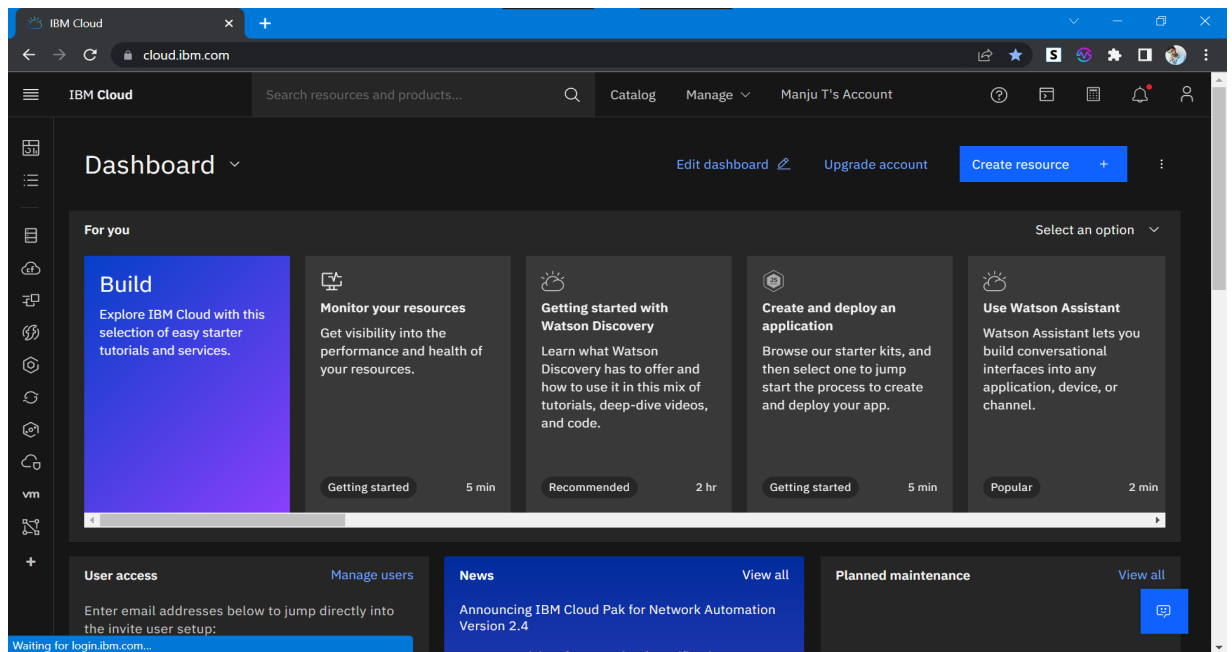 IBM Cloud
cloud.ibm.com
S
IBM Cloud
Search resources and products...
Catalog
Manage
Manju T's Account
Dashboard
Edit dashboard
Upgrade account
Create resource +
For you
Select an option
Build
Explore IBM Cloud with this
selection of easy starter
tutorials and services.
Monitor your resources
Get visibility into the
performance and health of
your resources.
Getting started
5 min
Getting started with
Watson Discovery
Learn what Watson
Discovery has to offer and
how to use it in this mix of
tutorials, deep-dive videos,
and code.
Recommended
2 hr
JS
Create and deploy an
application
Browse our starter kits, and
then select one to jump
start the process to create
and deploy your app.
Getting started
5 min
Use Watson Assistant
Watson Assistant lets you
build conversational
interfaces into any
application, device, or
channel.
Popular
2 min
cf
vm
User access
Manage users
Enter email addresses below to jump directly into
the invite user setup:
News
View all
Announcing IBM Cloud Pak for Network Automation
Version 2.4
Planned maintenance
View all
Waiting for login.ibm.com...